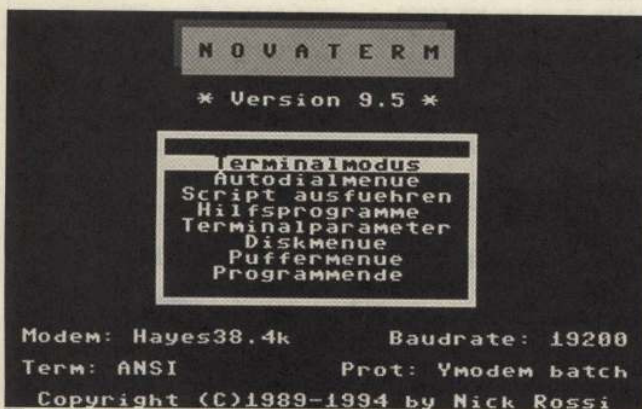 NOVATERM
* Version 9.5 *
Terminalmodus
Autodialmenue
Script ausfuehren
Hilfsprogramme
Terminalparameter
Diskmenue
Puffermenue
Programmende
Modem: Hayes38.4k Baudrate: 19200
Term: ANSI Prot: Ymodem batch
Copyright (C)1989-1994 by Nick Rossi